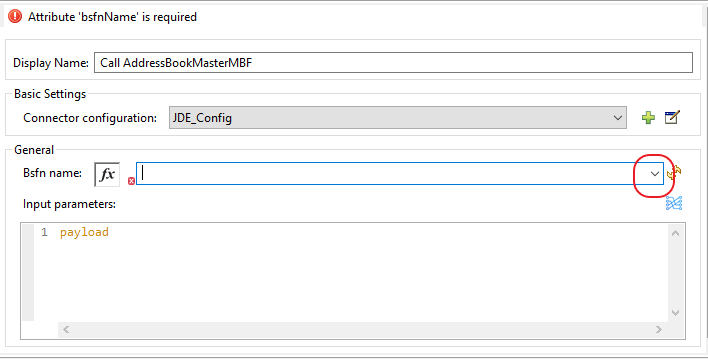 Attribute 'bsfnName' is required
Display Name: Call AddressBookMasterMBF
Basic Settings
Connector configuration: JDE_Config
General
Bsfn name: fx
Input parameters:
1 payload